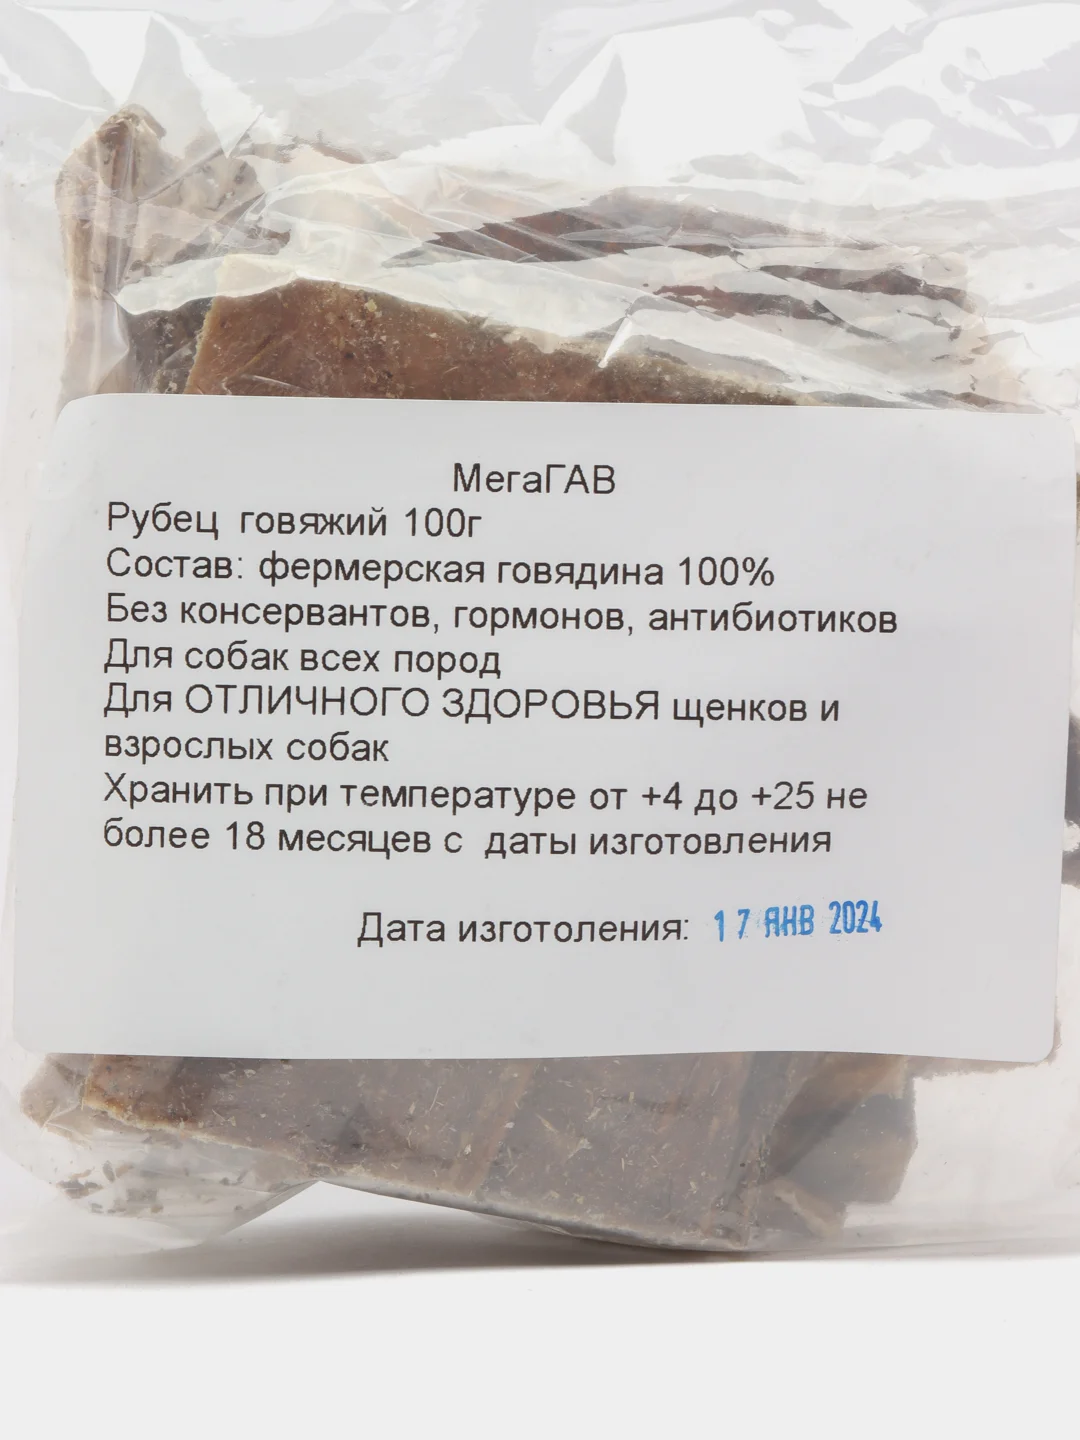 МегаГАВ
Рубец говяжий 100г
Состав: фермерская говядина 100%
Без консервантов, гормонов, антибиотиков
Для собак всех пород
Для ОТЛИЧНОГО ЗДОРОВЬЯ щенков и
взрослых собак
Хранить при температуре от +4 до +25 не
более 18 месяцев с даты изготовления
Дата изготоления: 17 ЯНВ 2024